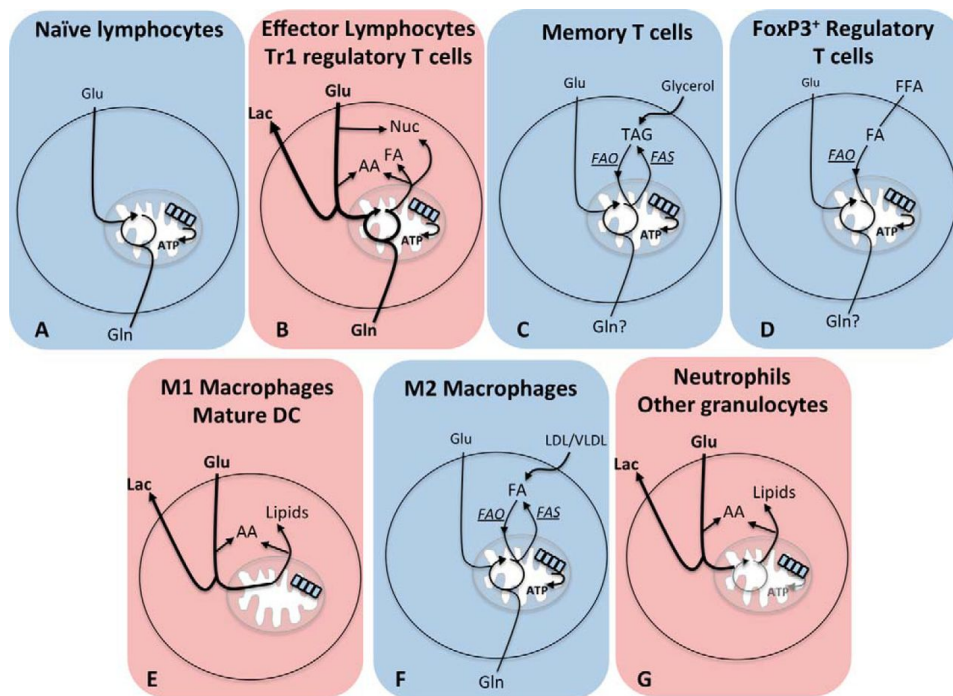 Naïve lymphocytes
Glu
ATP
Gln
A
Effector Lymphocytes
Tr1 regulatory T cells
Lac
Glu
Nuc
FA
AA
ATP
Gln
B
Memory T cells
Glu
Glycerol
TAG
FAO
FAS
ATP
Gln?
C
FoxP3⁺ Regulatory
T cells
Glu
FFA
FA
FAO
ATP
Gln?
D
M1 Macrophages
Mature DC
Glu
Lac
Lipids
AA
E
M2 Macrophages
Glu
LDL/VLDL
FA
FAO
FAS
ATP
Gln
F
Neutrophils
Other granulocytes
Glu
Lac
Lipids
AA
ATP
G